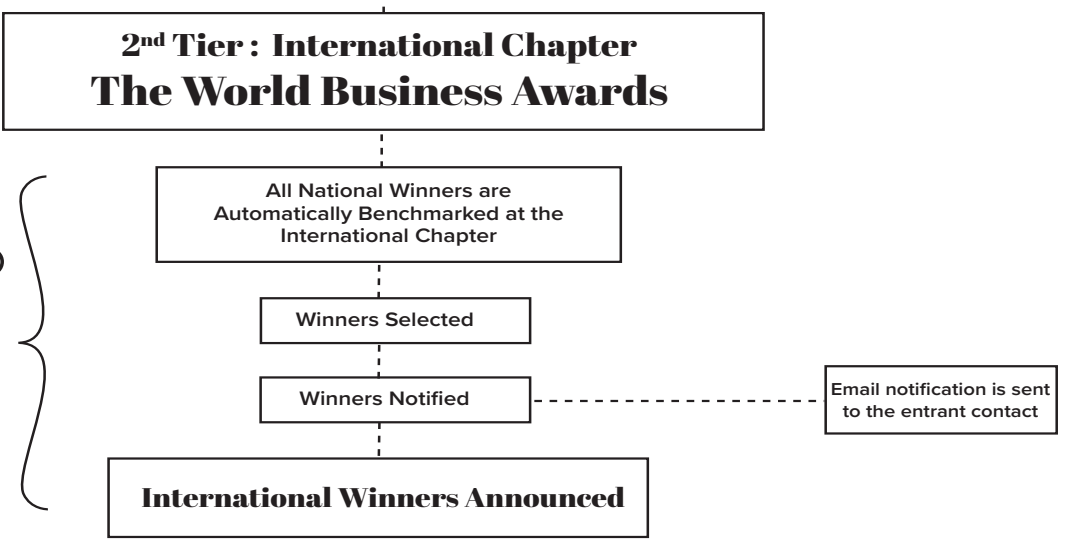 2nd Tier : International Chapter
The World Business Awards
All National Winners are
Automatically Benchmarked at the
International Chapter
Winners Selected
Winners Notified
Email notification is sent
to the entrant contact
International Winners Announced